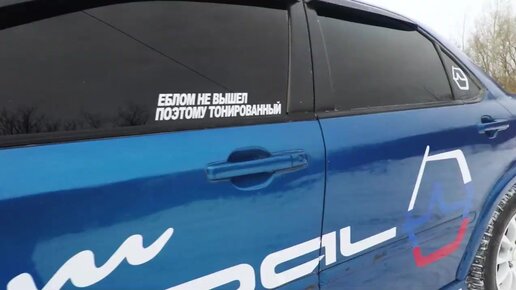 ЕБЛОМ НЕ ВЫШЕЛ
ПОЭТОМУ ТОНИРОВАННЫЙ